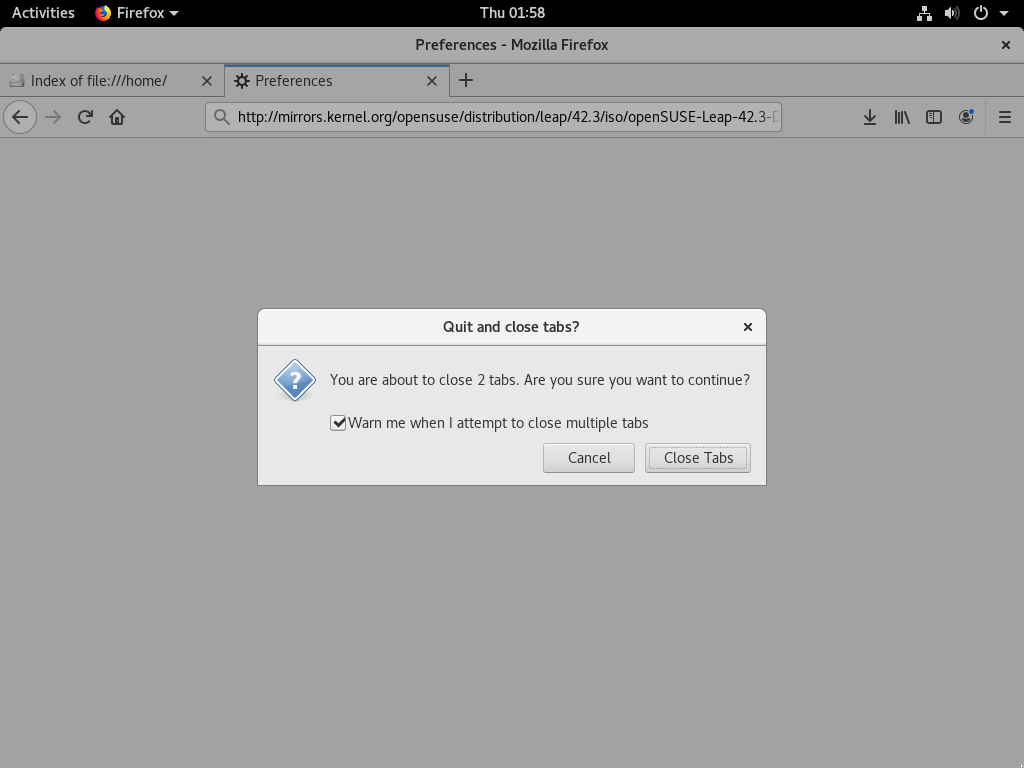 Activities Firefox Thu 01:58
Preferences - Mozilla Firefox
Index of file:///home/ Preferences
http://mirrors.kernel.org/opensuse/distribution/leap/42.3/iso/openSUSE-Leap-42.3-D
Quit and close tabs?
You are about to close 2 tabs. Are you sure you want to continue?
Warn me when I attempt to close multiple tabs
Cancel Close Tabs